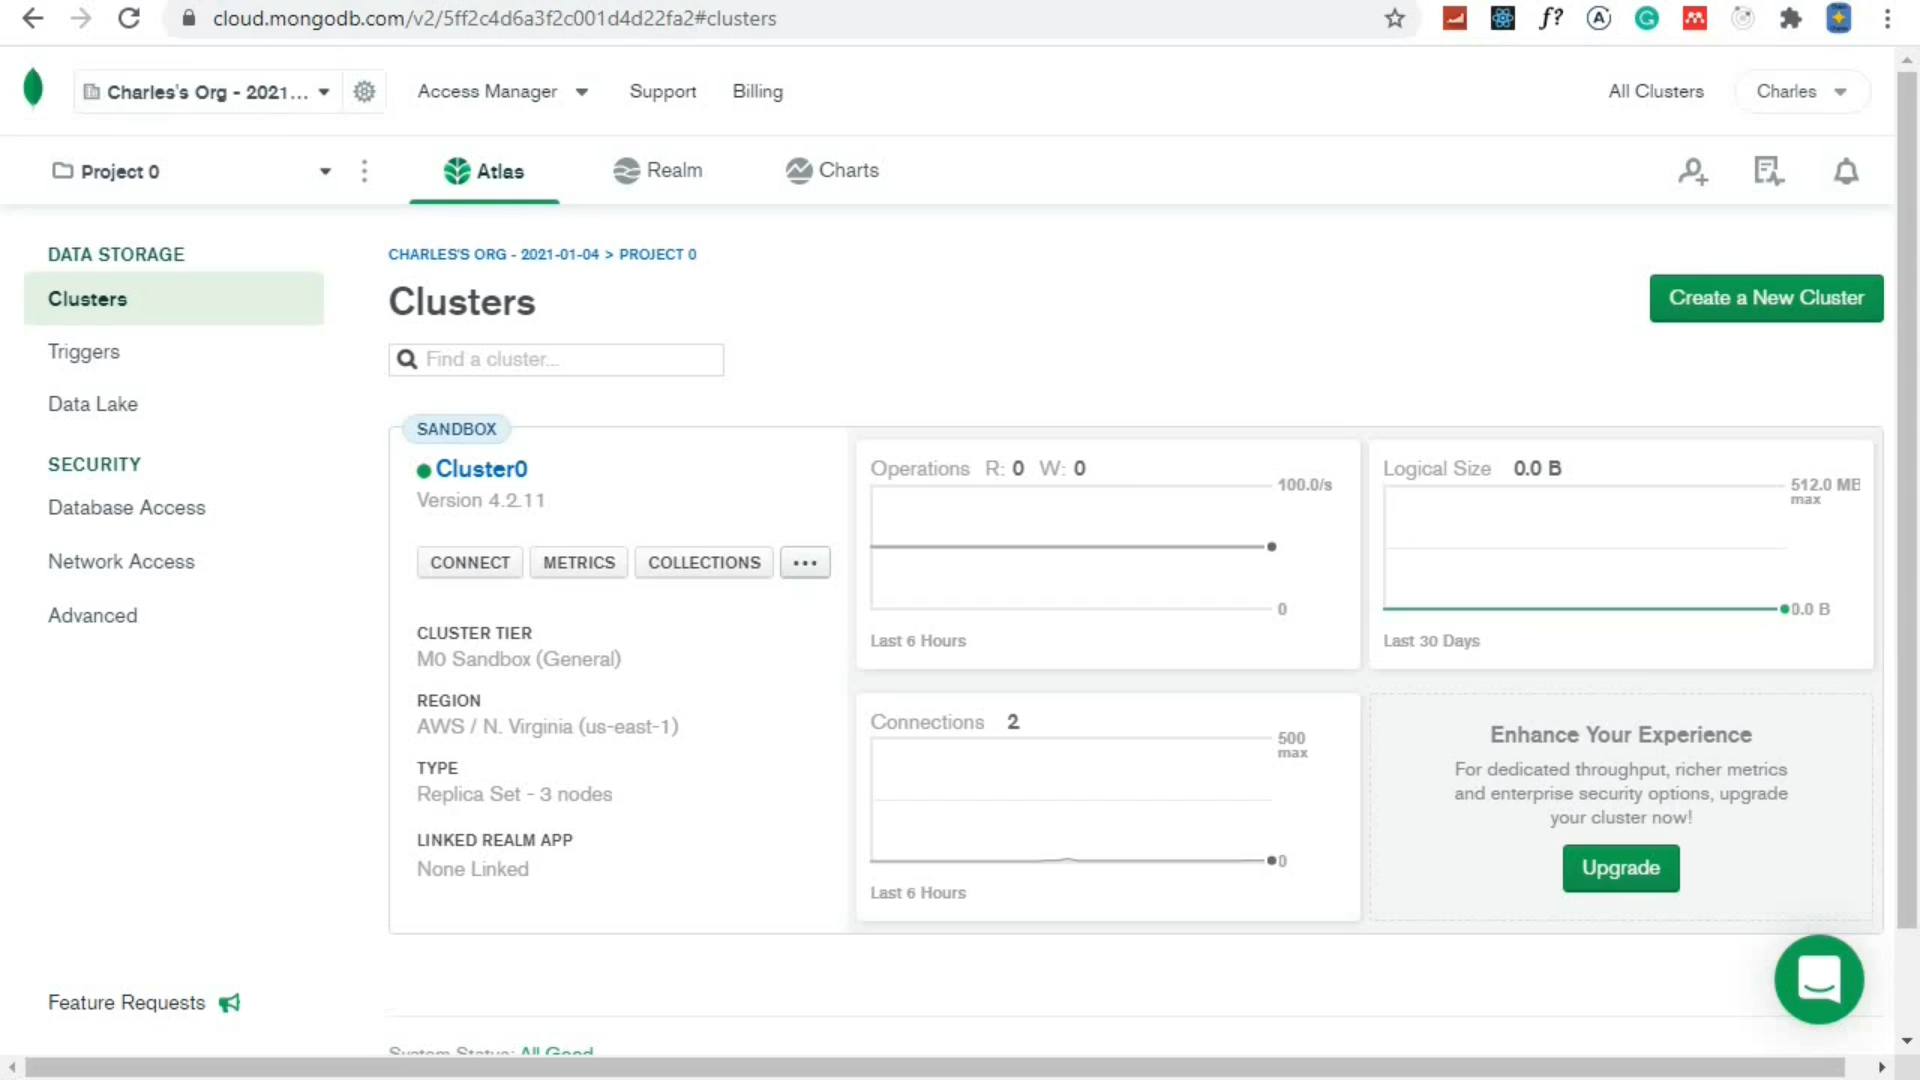 cloud.mongodb.com/v2/5ff2c4d6a3f2c001d4d22fa2#clusters
Charles's Org - 2021...
Access Manager
Support
Billing
All Clusters
Charles
Project 0
Atlas
Realm
Charts
DATA STORAGE
Clusters
Triggers
Data Lake
SECURITY
Database Access
Network Access
Advanced
Feature Requests
CHARLES'S ORG - 2021-01-04 > PROJECT 0
Clusters
Create a New Cluster
Find a cluster...
SANDBOX
Cluster0
Version 4.2.11
CONNECT
METRICS
COLLECTIONS
...
CLUSTER TIER
M0 Sandbox (General)
REGION
AWS / N. Virginia (us-east-1)
TYPE
Replica Set - 3 nodes
LINKED REALM APP
None Linked
Operations R: 0 W: 0
100.0/s
0
Last 6 Hours
Logical Size 0.0 B
512.0 MB
max
0.0 B
Last 30 Days
Connections 2
500
max
0
Last 6 Hours
Enhance Your Experience
For dedicated throughput, richer metrics
and enterprise security options, upgrade
your cluster now!
Upgrade
System Status: All Good